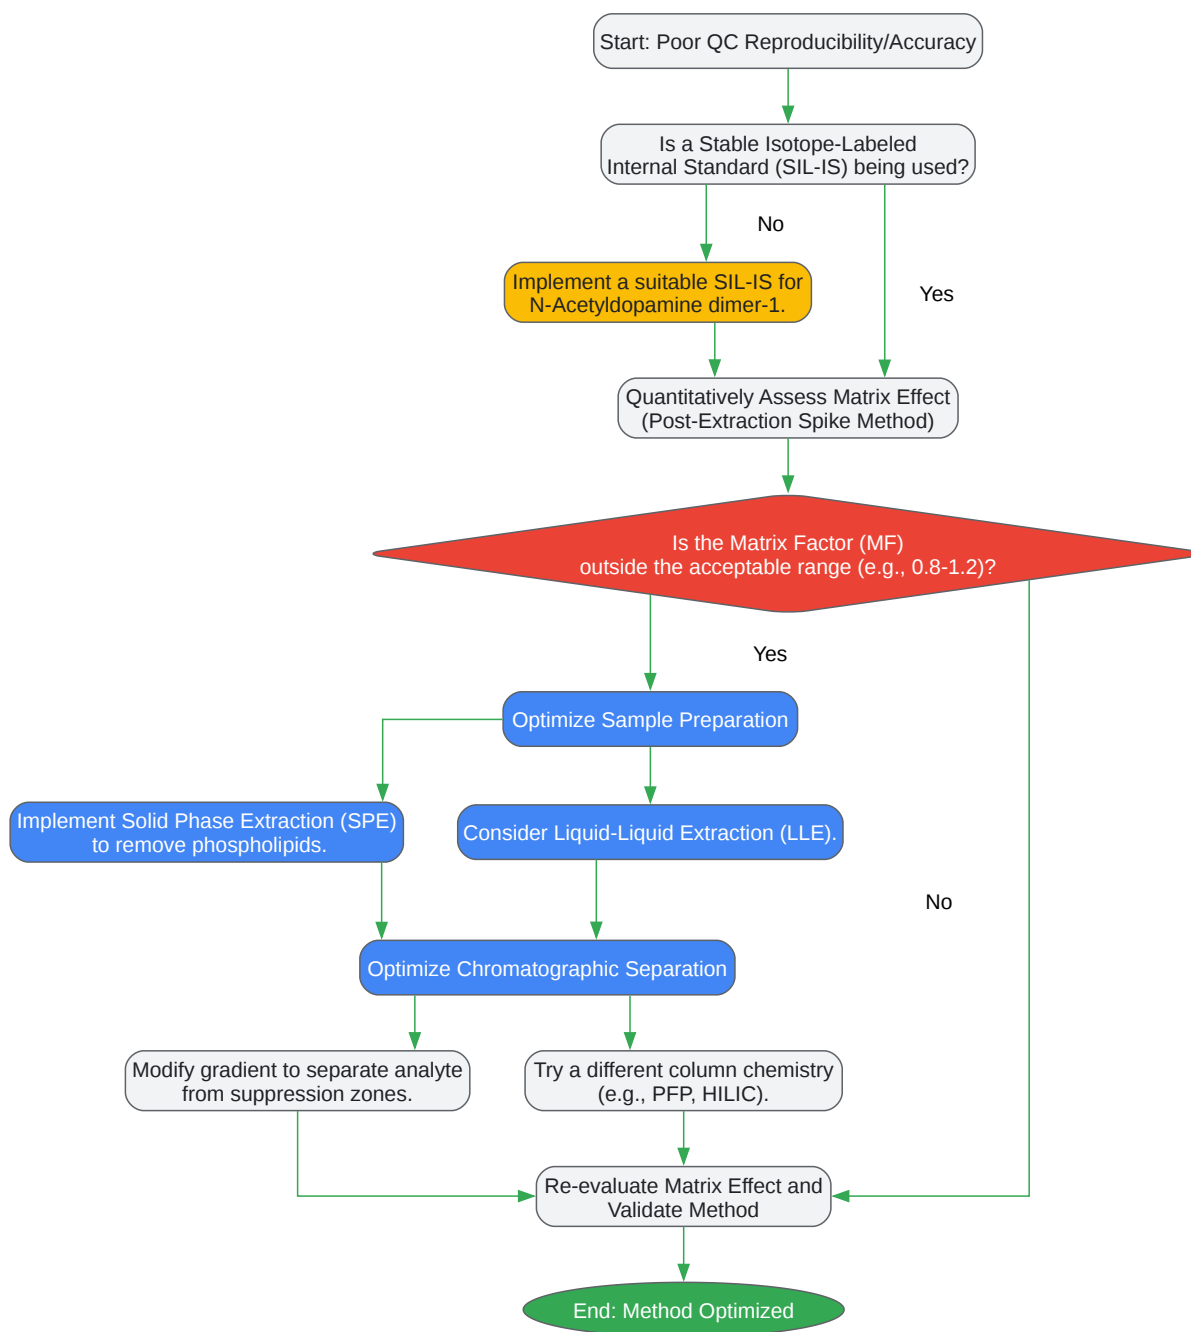 Start: Poor QC Reproducibility/Accuracy
Is a Stable Isotope-Labeled
Internal Standard (SIL-IS) being used?
No
Implement a suitable SIL-IS for
N-Acetyldopamine dimer-1.
Yes
Quantitatively Assess Matrix Effect
(Post-Extraction Spike Method)
Is the Matrix Factor (MF)
outside the acceptable range (e.g., 0.8-1.2)?
Yes
Optimize Sample Preparation
Implement Solid Phase Extraction (SPE)
to remove phospholipids.
Consider Liquid-Liquid Extraction (LLE).
No
Optimize Chromatographic Separation
Modify gradient to separate analyte
from suppression zones.
Try a different column chemistry
(e.g., PFP, HILIC).
Re-evaluate Matrix Effect and
Validate Method
End: Method Optimized